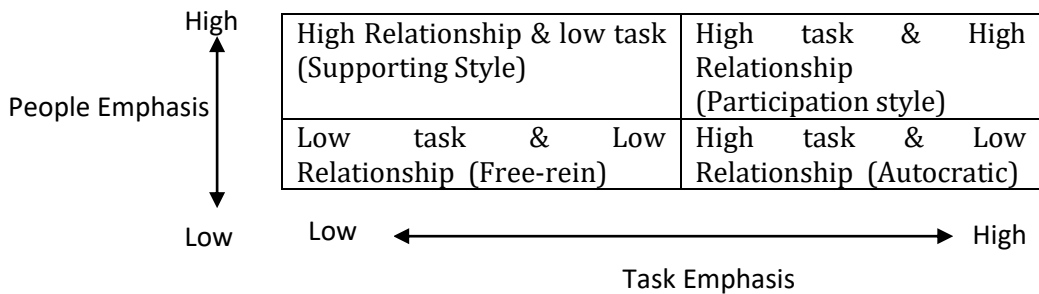 High
High Relationship & low task
(Supporting Style)
High task & High
Relationship
(Participation style)
People Emphasis
Low task & Low
Relationship (Free-rein)
High task & Low
Relationship (Autocratic)
Low
Low
High
Task Emphasis